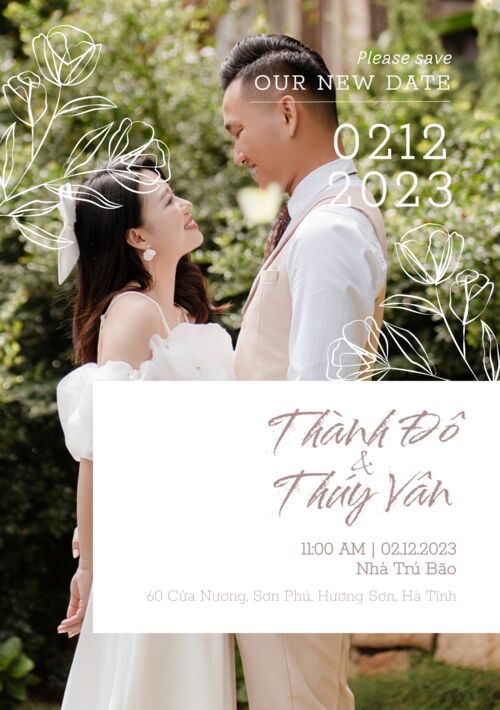 Please save
OUR NEW DATE
0212
2023
Thành Đô
&
Thúy Vân
11:00 AM | 02.12.2023
Nhà Trú Bão
60 Cửa Nương, Sơn Phú, Hương Sơn, Hà Tĩnh